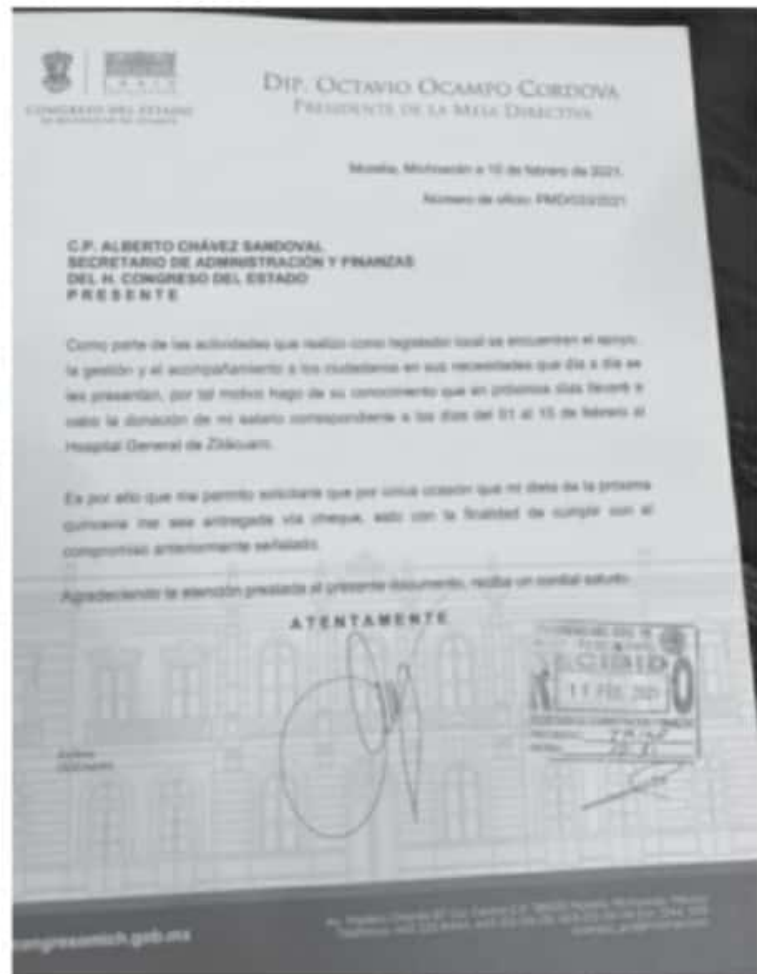 DIP. OCTAVIO OCAMPO CORDOVA
PRESIDENTE DE LA MESA DIRECTIVA
CONGRESO DEL ESTADO
Morelia, Michoacán a 10 de febrero de 2021.
Número de oficio:
C.P. ALBERTO CHÁVEZ SANDOVAL
SECRETARIO DE ADMINISTRACIÓN Y FINANZAS
DEL H. CONGRESO DEL ESTADO
P R E S E N T E
Como parte de las actividades que realizo como legislador local se encuentran el apoyo,
la gestión y el acompañamiento a los ciudadanos en sus necesidades que día a día se
les presentan, por tal motivo hago de su conocimiento que en próximos días llevaré a
cabo la donación de mi salario correspondiente a los días del 01 al 15 de febrero al
Hospital General de Zitácuaro.
Es por ello que me permito solicitarle que por única ocasión que mi dieta de la próxima
quincena me sea entregada vía cheque, esto con la finalidad de cumplir con el
compromiso anteriormente señalado.
Agradeciendo la atención prestada al presente documento, reciba un cordial saludo.
A T E N T A M E N T E
RECIBIDO
11 FEB. 2021
congresomich.gob.mx